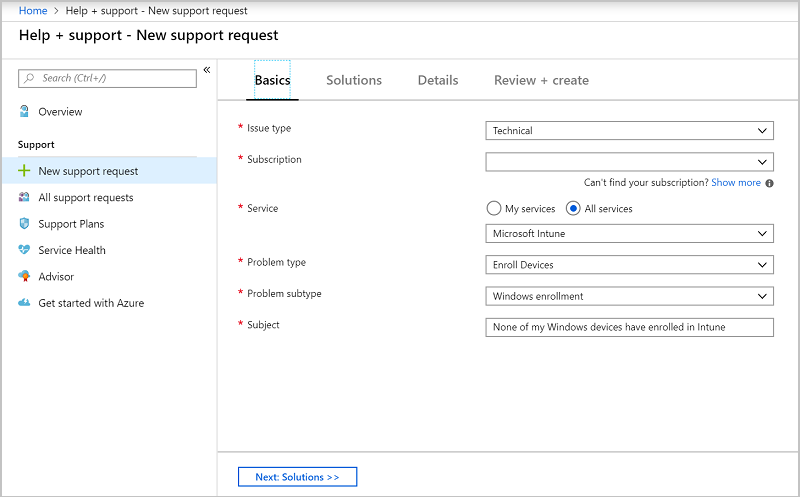 Home > Help + support - New support request
Help + support - New support request
Search (Ctrl+/)
«
Overview
Support
New support request
All support requests
Support Plans
Service Health
Advisor
Get started with Azure
Basics Solutions Details Review + create
* Issue type Technical
* Subscription
Can't find your subscription? Show more
* Service My services All services
Microsoft Intune
* Problem type Enroll Devices
* Problem subtype Windows enrollment
* Subject None of my Windows devices have enrolled in Intune
Next: Solutions >>